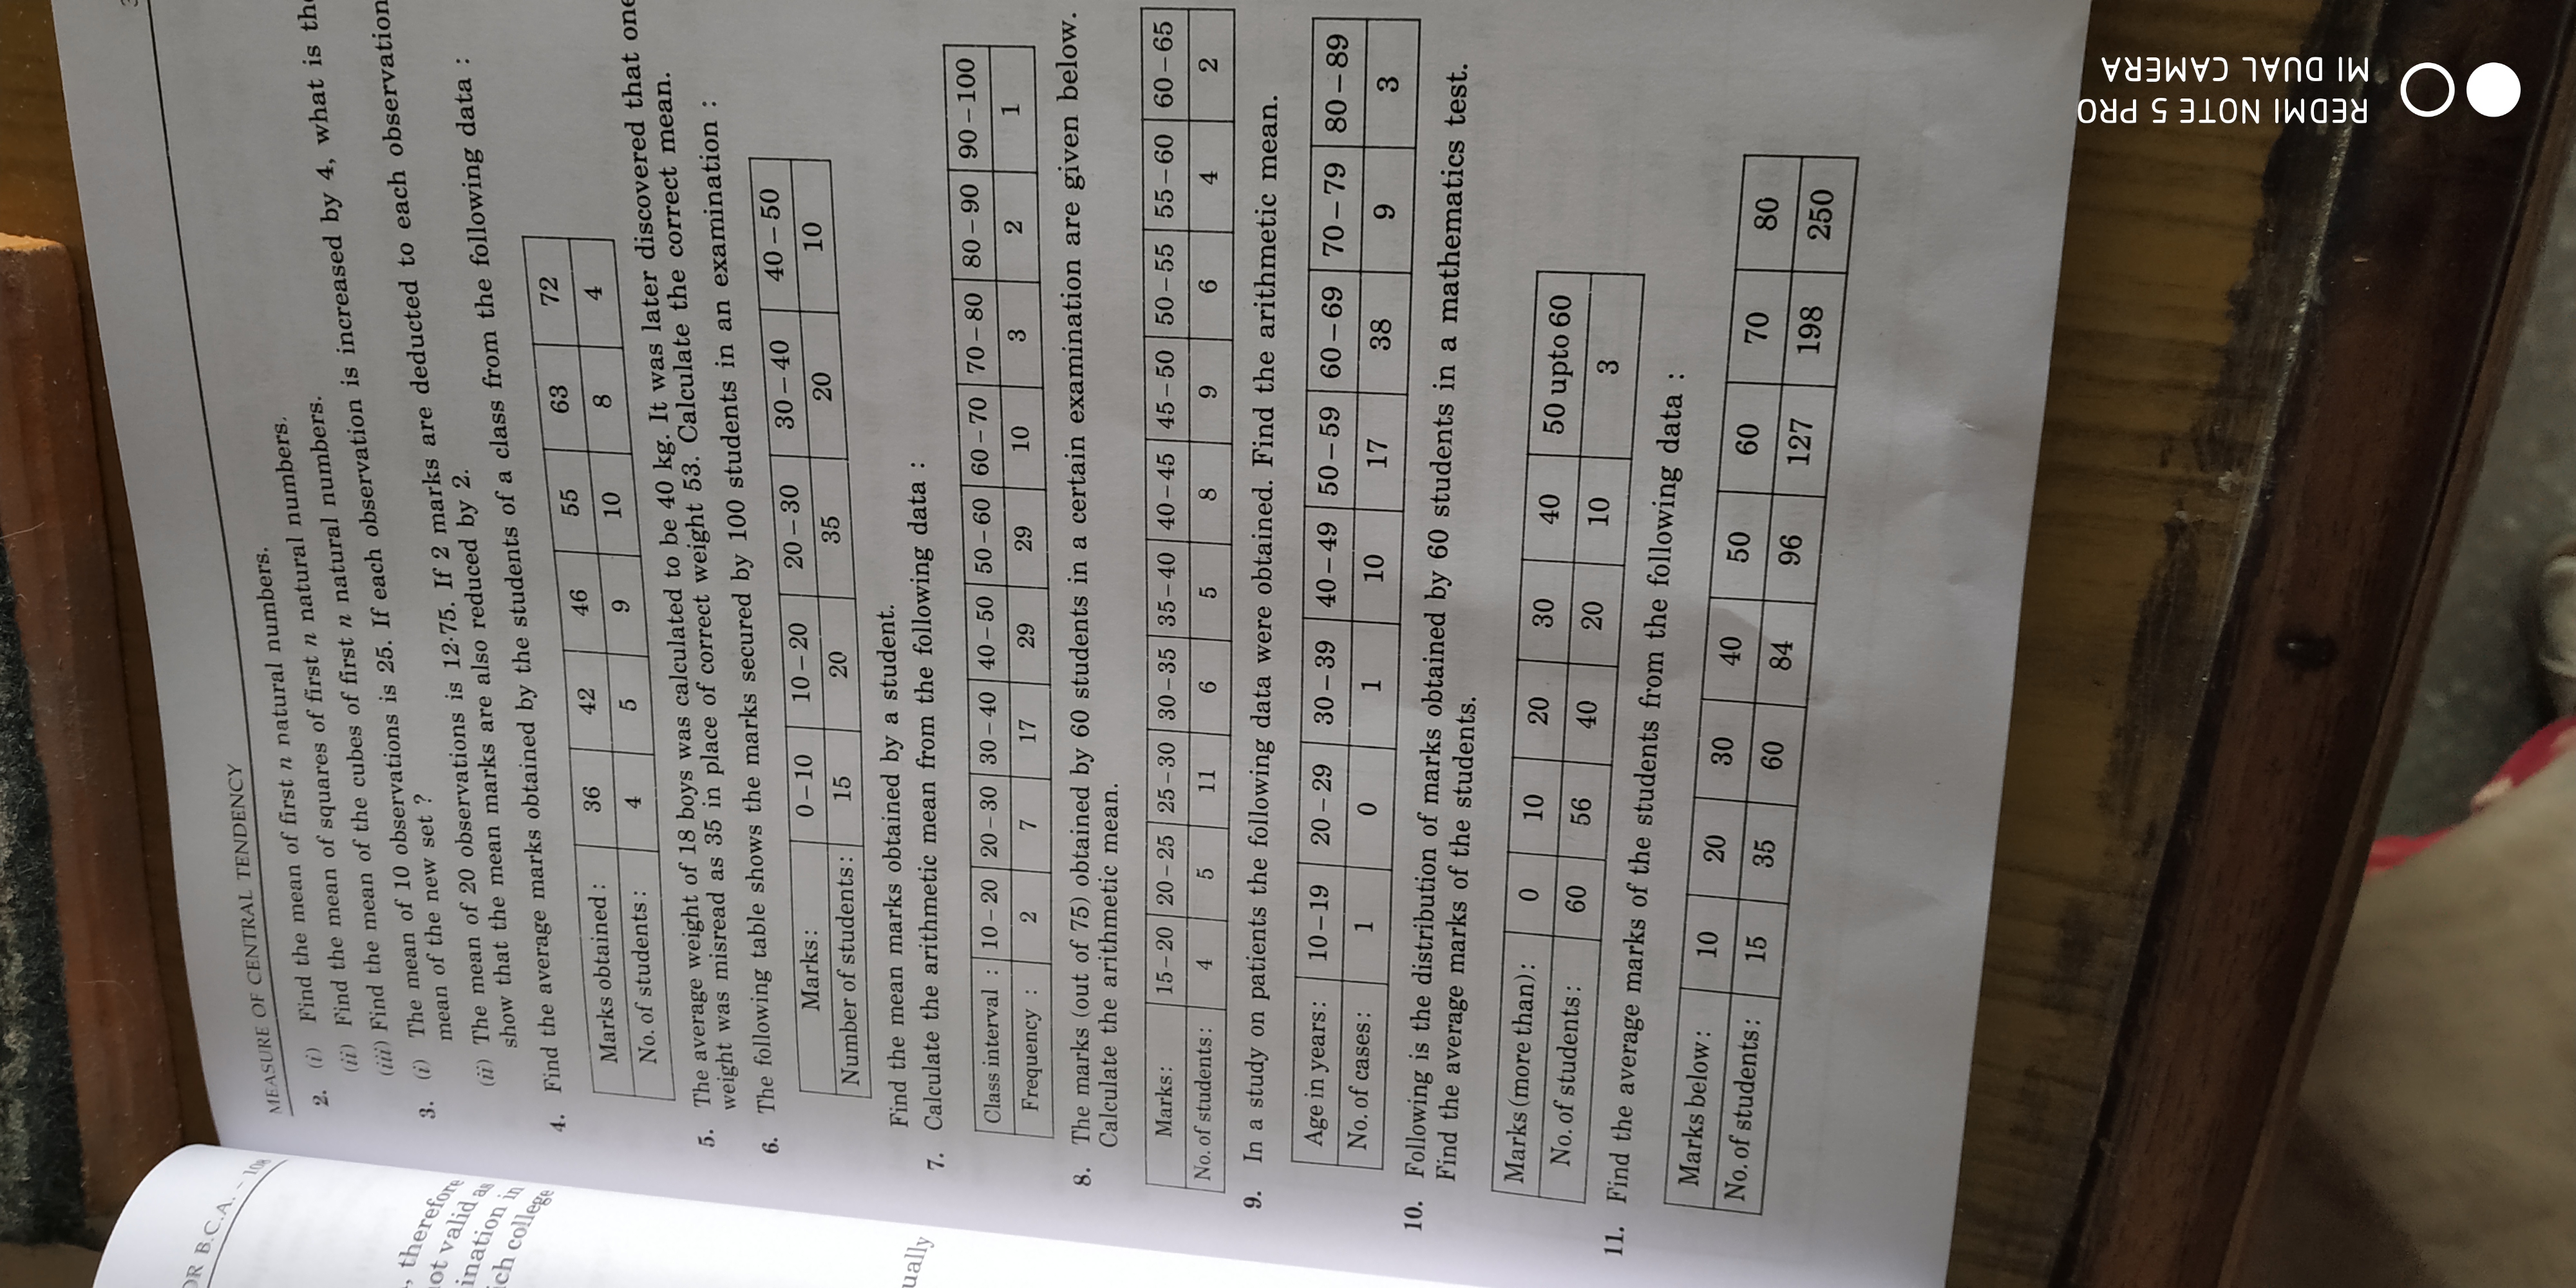 OR B.C.A. –
, therefore
not valid as
ination
ich college
ually
MEASURE OF CENTRAL TENDENCY
2. (i) Find the mean of first n natural numbers.
(ii) Find the mean of squares of first n natural numbers.
(iii) Find the mean of the cubes of first n natural numbers.
3. (i) The mean of 10 observations is 25. If each observation is increased by 4, what is the
mean of the new set ?
(ii) The mean of 20 observations is 12·75. If 2 marks are deducted to each observation
show that the mean marks are also reduced by 2.
4. Find the average marks obtained by the students of a class from the following data :
Marks obtained : 36 42 46 55 63 72
No. of students : 4 5 9 10 8 4
5. The average weight of 18 boys was calculated to be 40 kg. It was later discovered that one
weight was misread as 35 in place of correct weight 53. Calculate the correct mean.
6. The following table shows the marks secured by 100 students in an examination :
Marks: 0–10 10–20 20–30 30–40 40–50
Number of students: 15 20 35 20 10
Find the mean marks obtained by a student.
7. Calculate the arithmetic mean from the following data :
Class interval : 10–20 20–30 30–40 40–50 50–60 60–70 70–80 80–90 90–100
Frequency : 2 7 17 29 29 10 3 2 1
8. The marks (out of 75) obtained by 60 students in a certain examination are given below.
Calculate the arithmetic mean.
Marks: 15–20 20–25 25–30 30–35 35–40 40–45 45–50 50–55 55–60 60–65
No. of students : 4 5 11 6 5 8 9 6 4 2
9. In a study on patients the following data were obtained. Find the arithmetic mean.
Age in years: 10–19 20–29 30–39 40–49 50–59 60–69 70–79 80–89
No. of cases: 1 0 1 10 17 38 9 3
10. Following is the distribution of marks obtained by 60 students in a mathematics test.
Find the average marks of the students.
Marks (more than): 0 10 20 30 40 50 upto 60
No. of students: 60 56 40 20 10 3
11. Find the average marks of the students from the following data :
Marks below : 10 20 30 40 50 60 70 80
No. of students: 15 35 60 84 96 127 198 250
REDMI NOTE 5 PRO
MI DUAL CAMERA